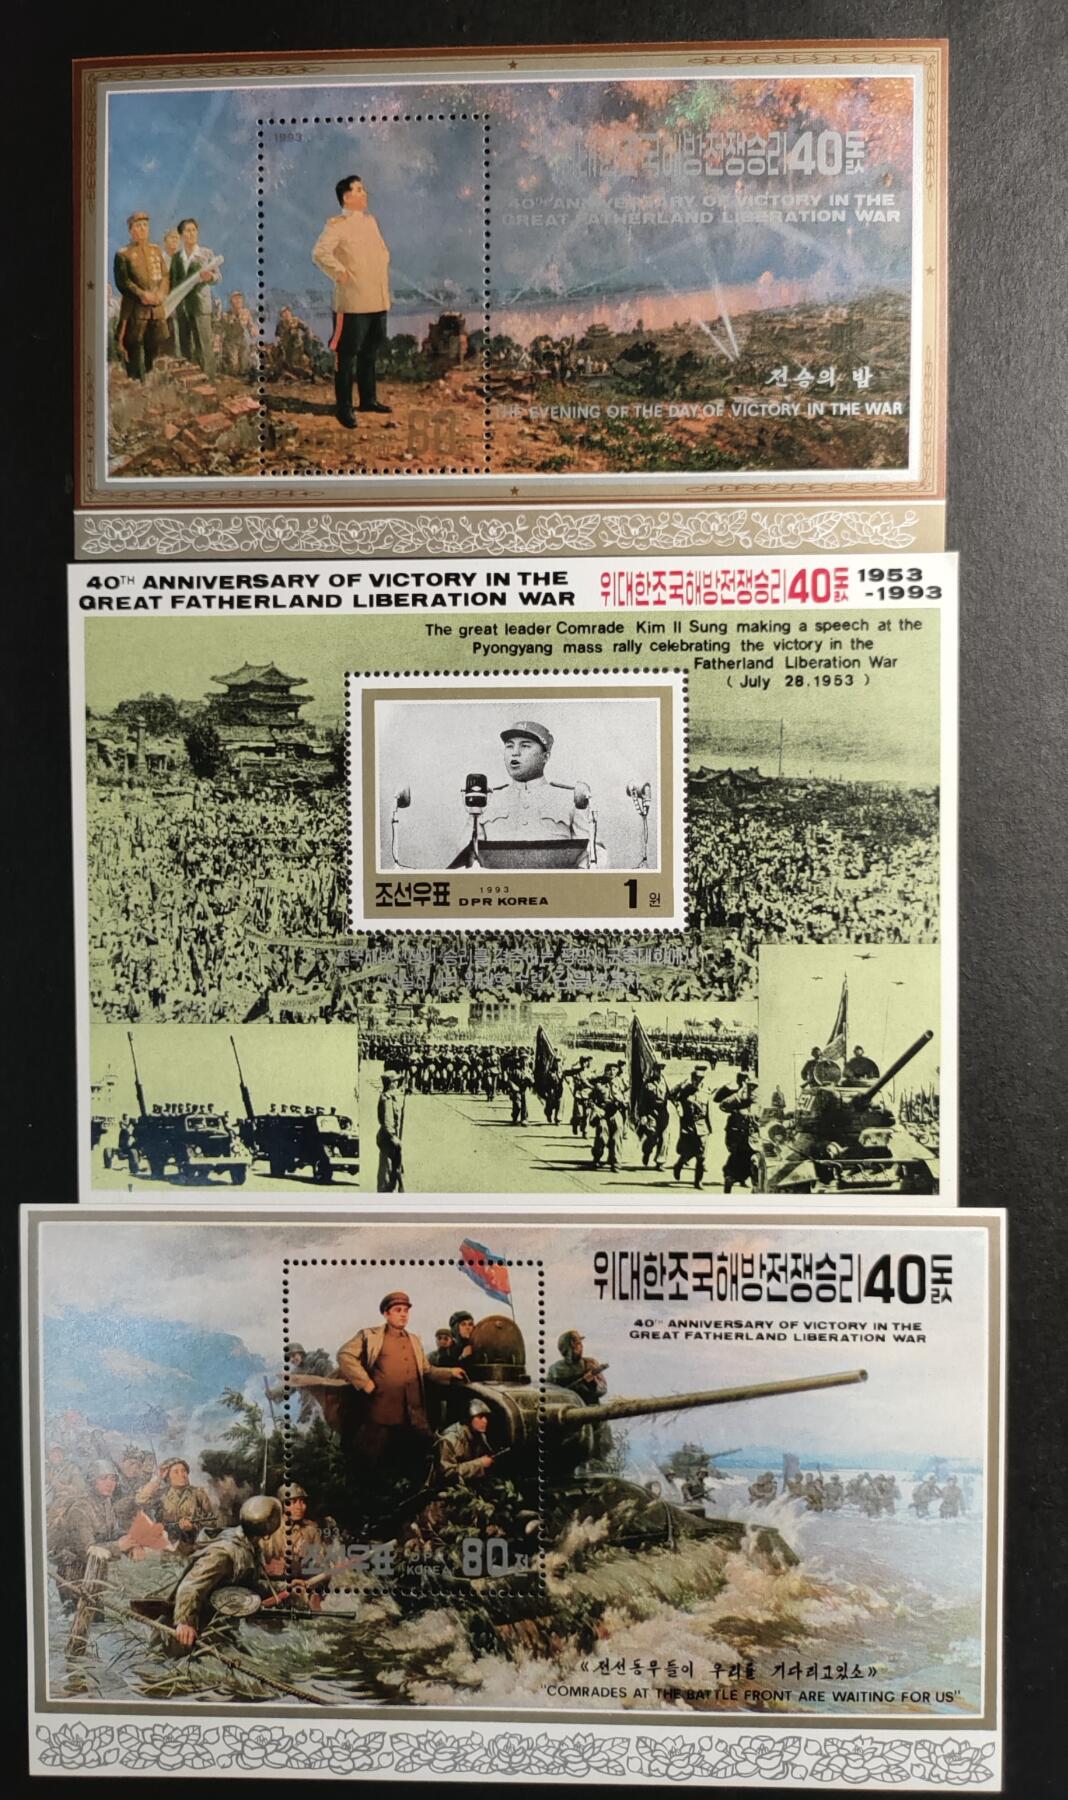 1993
위대한 조국해방전쟁승리 40돐
40TH ANNIVERSARY OF VICTORY IN THE
GREAT FATHERLAND LIBERATION WAR
전승의 밤
THE EVENING OF THE DAY OF VICTORY IN THE WAR
80
40TH ANNIVERSARY OF VICTORY IN THE
GREAT FATHERLAND LIBERATION WAR
위대한조국해방전쟁승리40돐
1953
-1993
The great leader Comrade Kim Il Sung making a speech at the
Pyongyang mass rally celebrating the victory in the
Fatherland Liberation War
( July 28.1953 )
조선우표 1993 DPR KOREA 1 원
위대한조국해방전쟁승리40돐
40TH ANNIVERSARY OF VICTORY IN THE
GREAT FATHERLAND LIBERATION WAR
1993
조선우표 DPR KOREA 80전
《전선동무들이 우리를 기다리고있소》
"COMRADES AT THE BATTLE FRONT ARE WAITING FOR US"